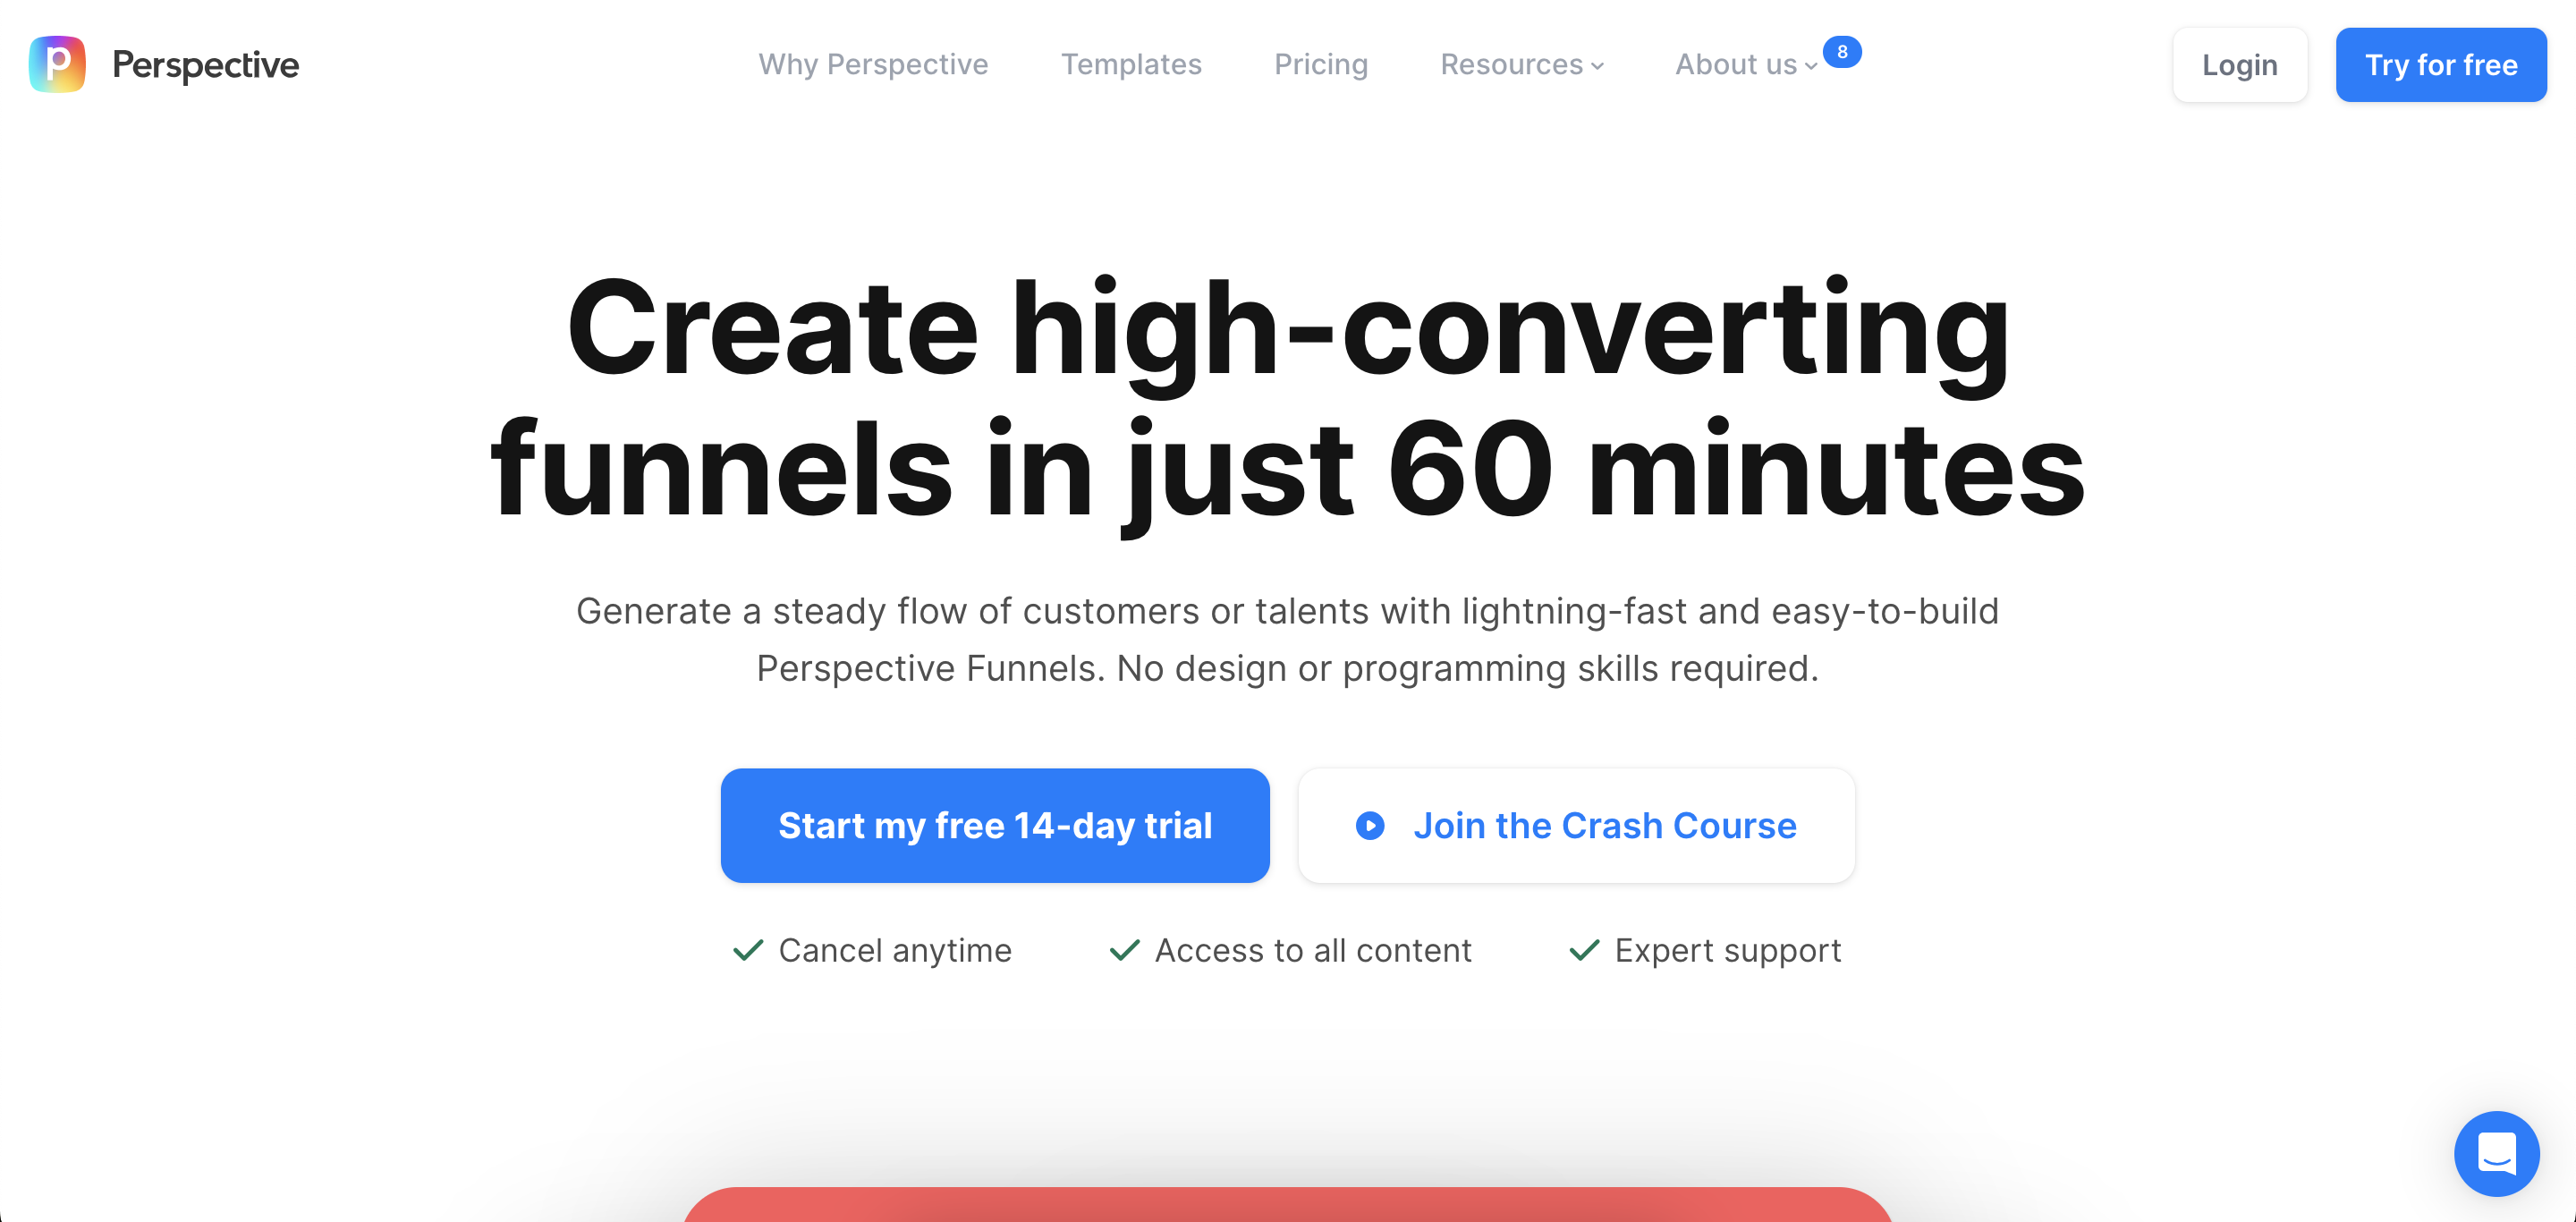 p Perspective
Why Perspective Templates Pricing Resources About us 8
Login Try for free
Create high-converting
funnels in just 60 minutes
Generate a steady flow of customers or talents with lightning-fast and easy-to-build
Perspective Funnels. No design or programming skills required.
Start my free 14-day trial Join the Crash Course
Cancel anytime Access to all content Expert support